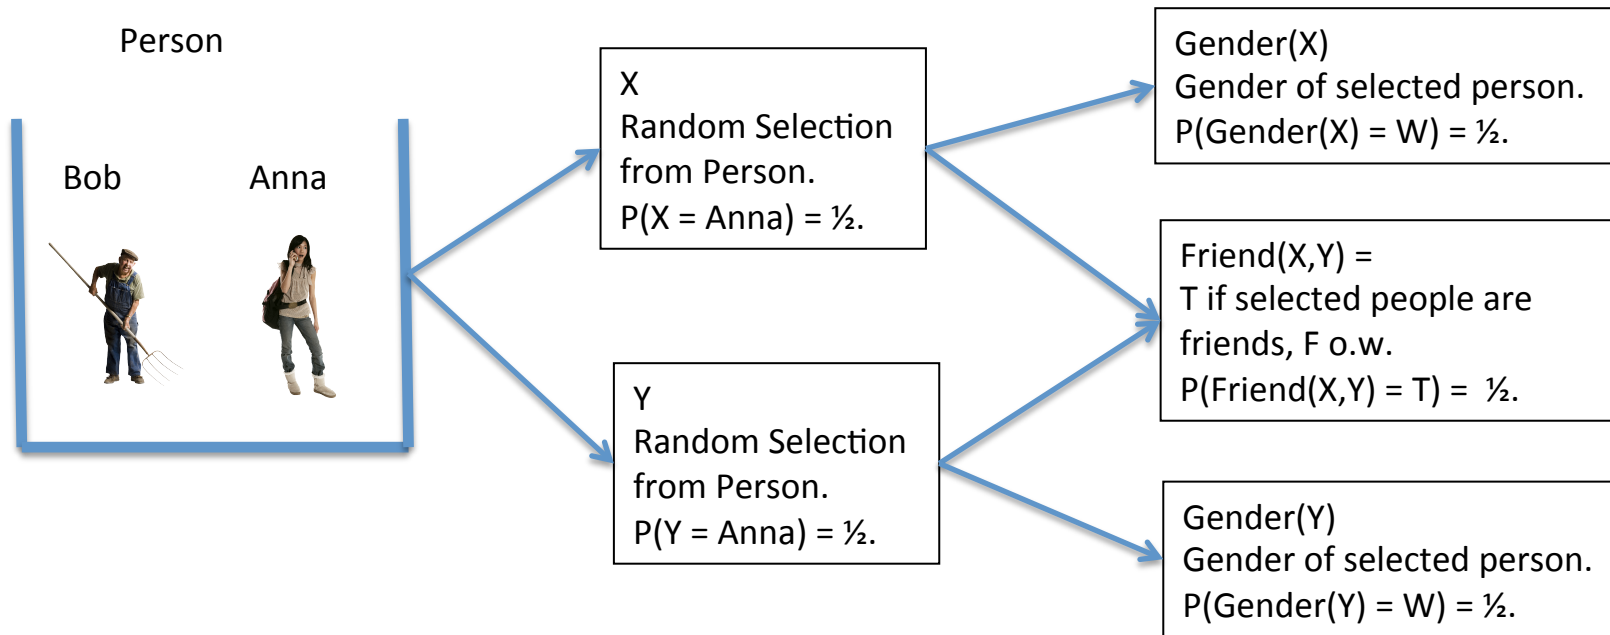 Person
Bob
Anna
X
Random Selection
from Person.
P(X = Anna) = ½.
Y
Random Selection
from Person.
P(Y = Anna) = ½.
Gender(X)
Gender of selected person.
P(Gender(X) = W) = ½.
Friend(X,Y) =
T if selected people are
friends, F o.w.
P(Friend(X,Y) = T) = ½.
Gender(Y)
Gender of selected person.
P(Gender(Y) = W) = ½.